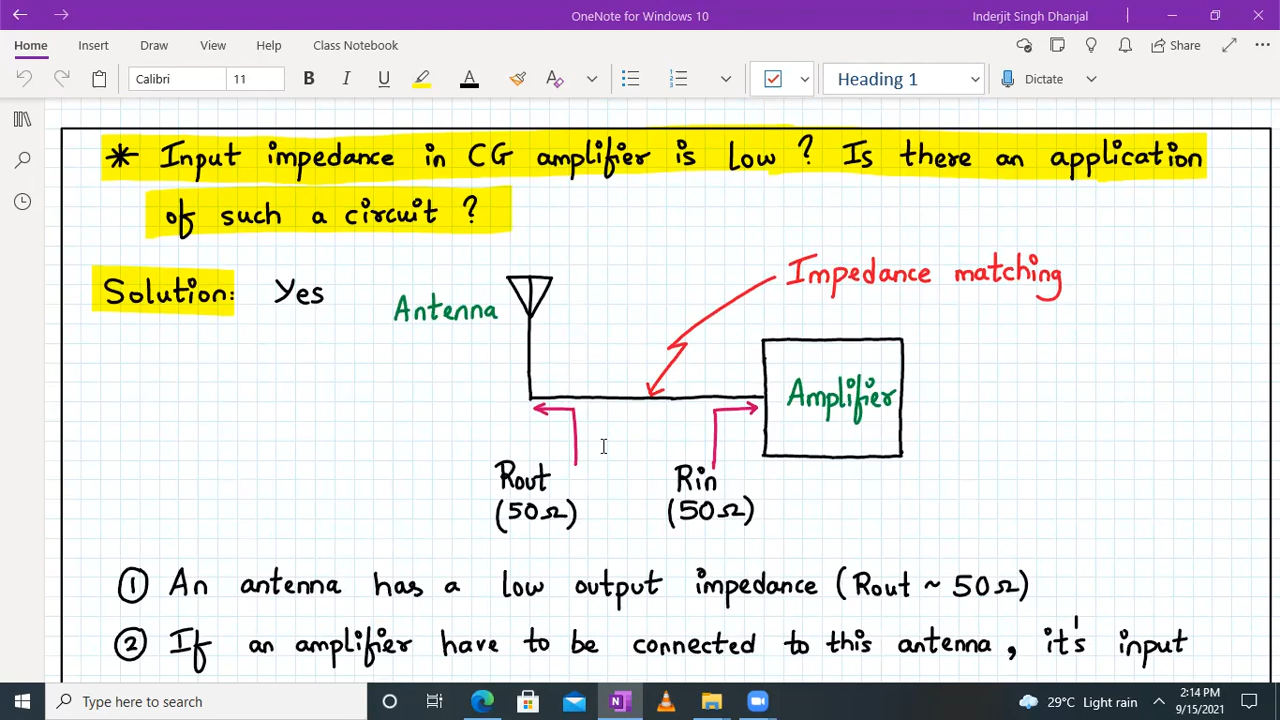 OneNote for Windows 10
Inderjit Singh Dhanjal
Home Insert Draw View Help Class Notebook
Share
Calibri 11 B I U A Heading 1 Dictate
* Input impedance in CG amplifier is low ? Is there an application
of such a circuit ?
Solution: Yes
Antenna
Impedance matching
Amplifier
Rout
(50Ω)
Rin
(50Ω)
① An antenna has a low output impedance (Rout ~ 50Ω)
② If an amplifier have to be connected to this antenna, it's input
Type here to search
29°C Light rain
2:14 PM
9/15/2021